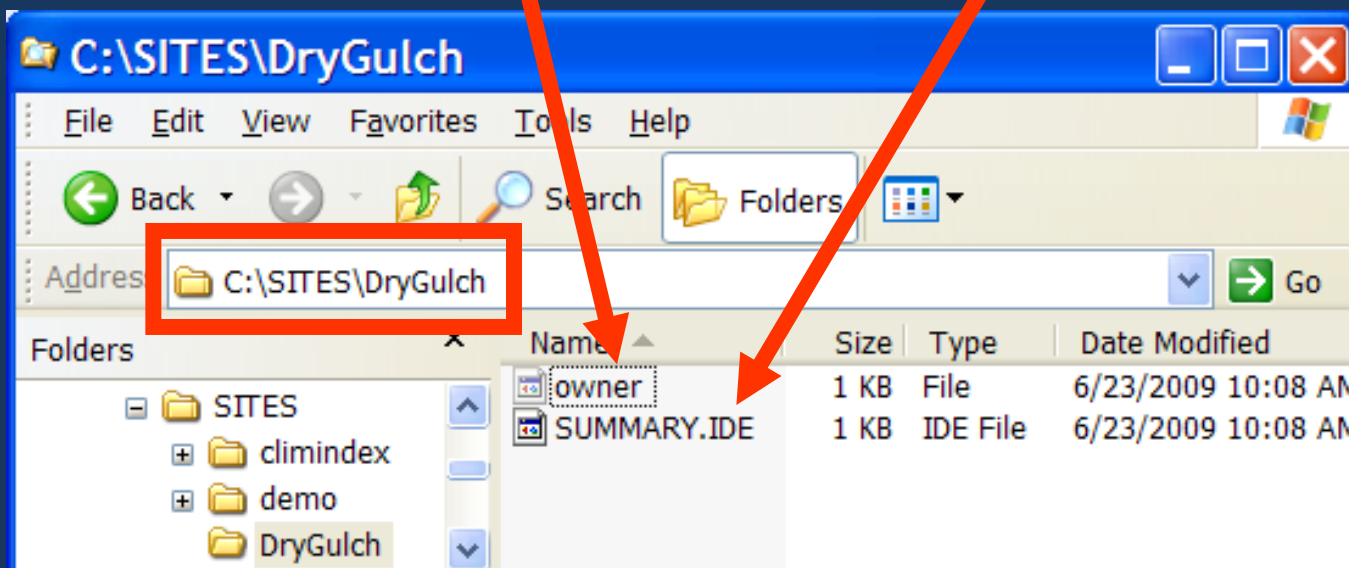 C:\SITES\DryGulch
File Edit View Favorites Tools Help
Back Search Folders
Addres C:\SITES\DryGulch Go
Folders x Name Size Type Date Modified
owner 1 KB File 6/23/2009 10:08 AM
SUMMARY.IDE 1 KB IDE File 6/23/2009 10:08 AM
SITES
climindex
demo
DryGulch